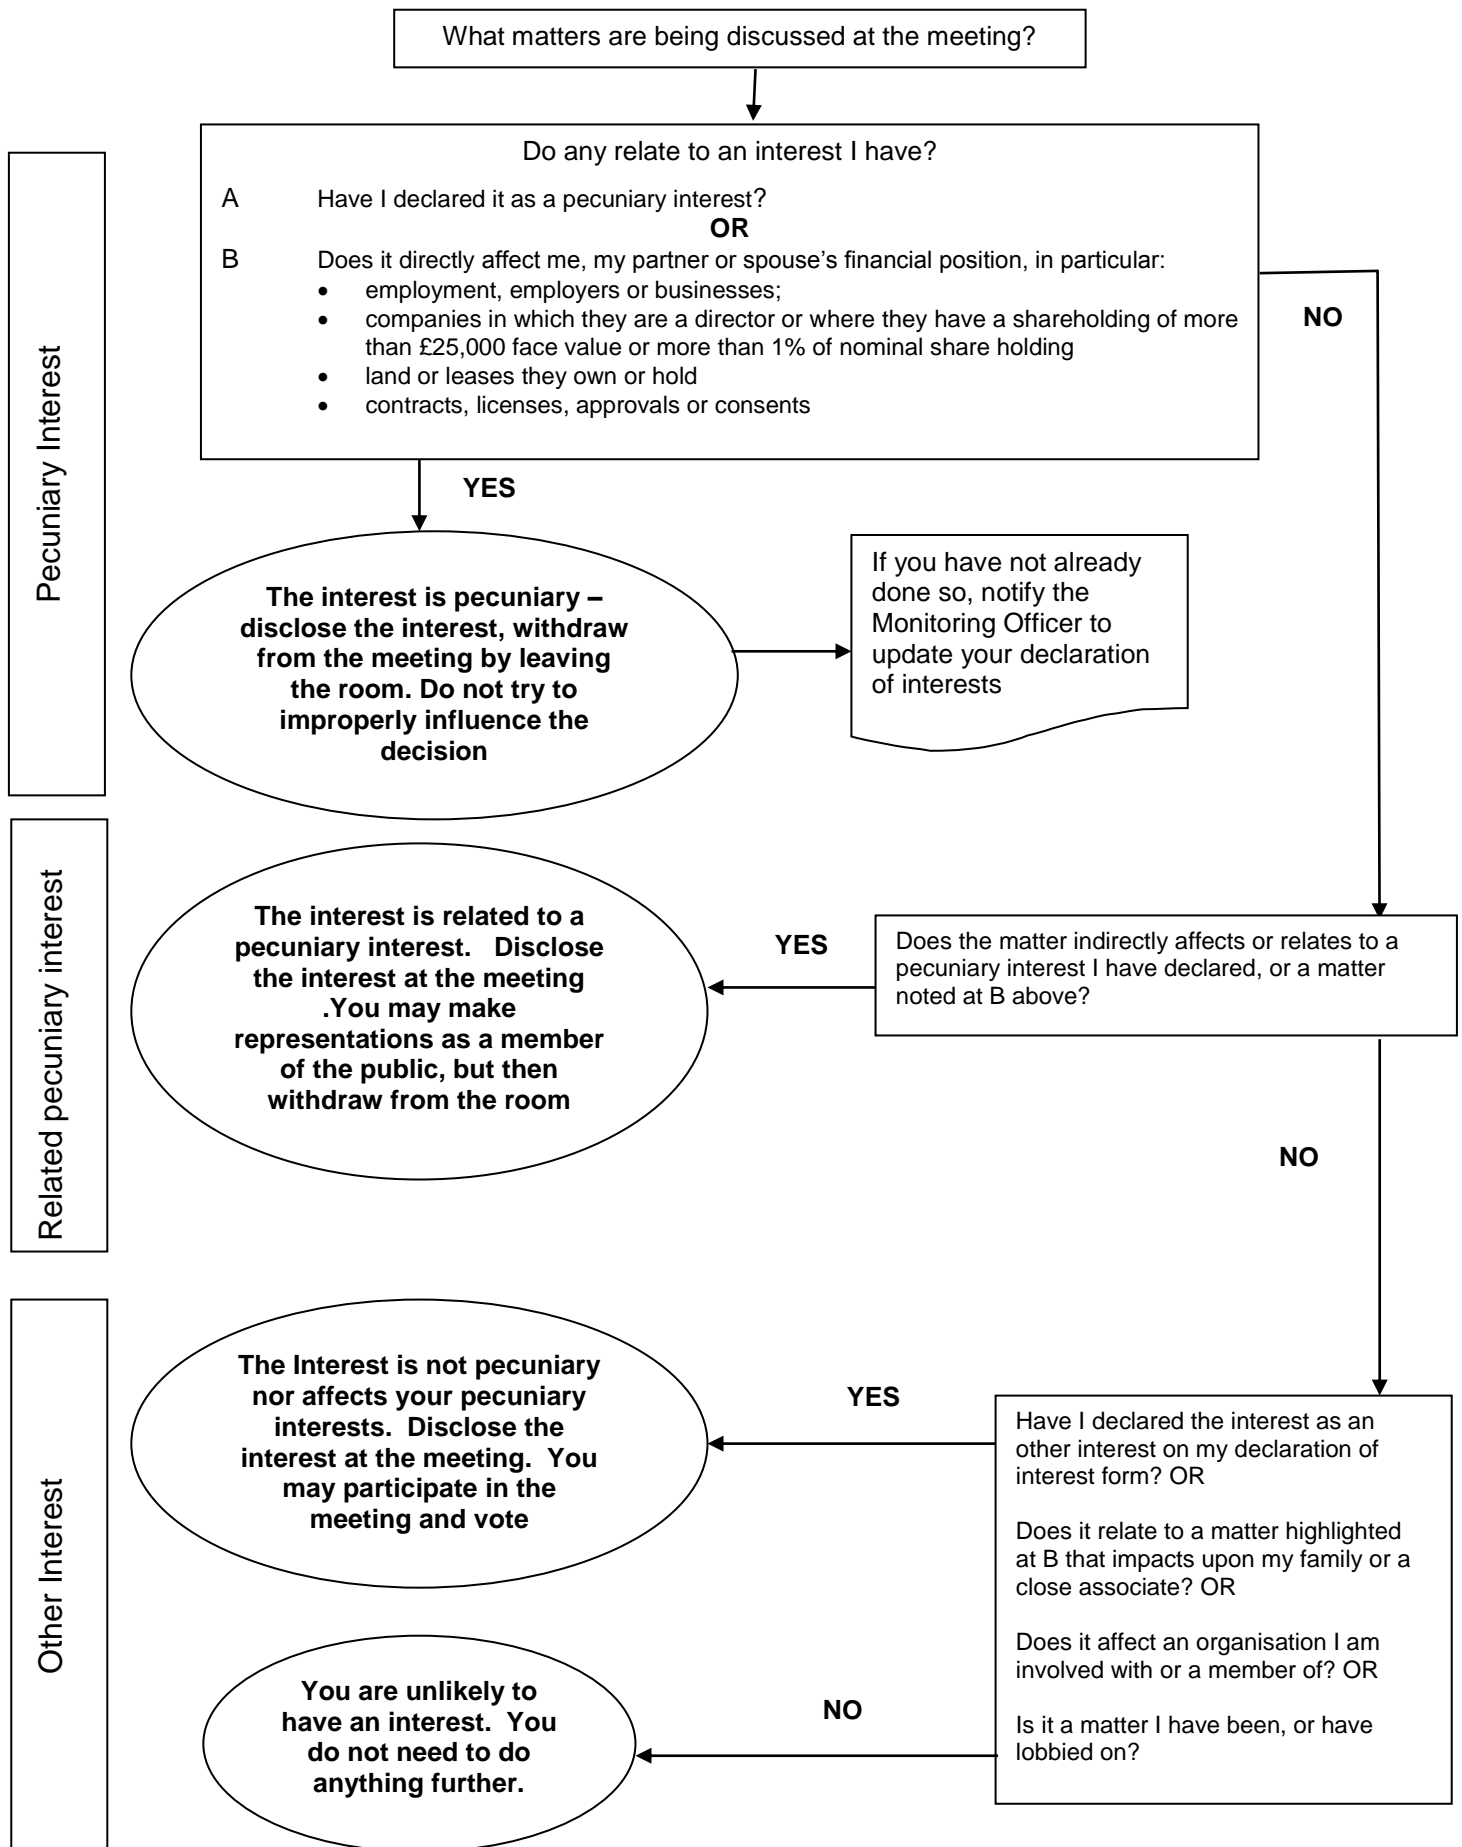 What matters are being discussed at the meeting?
Pecuniary Interest
Do any relate to an interest I have?
A Have I declared it as a pecuniary interest?
OR
B Does it directly affect me, my partner or spouse's financial position, in particular:
• employment, employers or businesses;
• companies in which they are a director or where they have a shareholding of more
than £25,000 face value or more than 1% of nominal share holding
• land or leases they own or hold
• contracts, licenses, approvals or consents
NO
YES
The interest is pecuniary –
disclose the interest, withdraw
from the meeting by leaving
the room. Do not try to
improperly influence the
decision
If you have not already
done so, notify the
Monitoring Officer to
update your declaration
of interests
Related pecuniary interest
The interest is related to a
pecuniary interest. Disclose
the interest at the meeting
.You may make
representations as a member
of the public, but then
withdraw from the room
YES
Does the matter indirectly affects or relates to a
pecuniary interest I have declared, or a matter
noted at B above?
NO
Other Interest
The Interest is not pecuniary
nor affects your pecuniary
interests. Disclose the
interest at the meeting. You
may participate in the
meeting and vote
YES
Have I declared the interest as an
other interest on my declaration of
interest form? OR
Does it relate to a matter highlighted
at B that impacts upon my family or a
close associate? OR
Does it affect an organisation I am
involved with or a member of? OR
Is it a matter I have been, or have
lobbied on?
NO
You are unlikely to
have an interest. You
do not need to do
anything further.